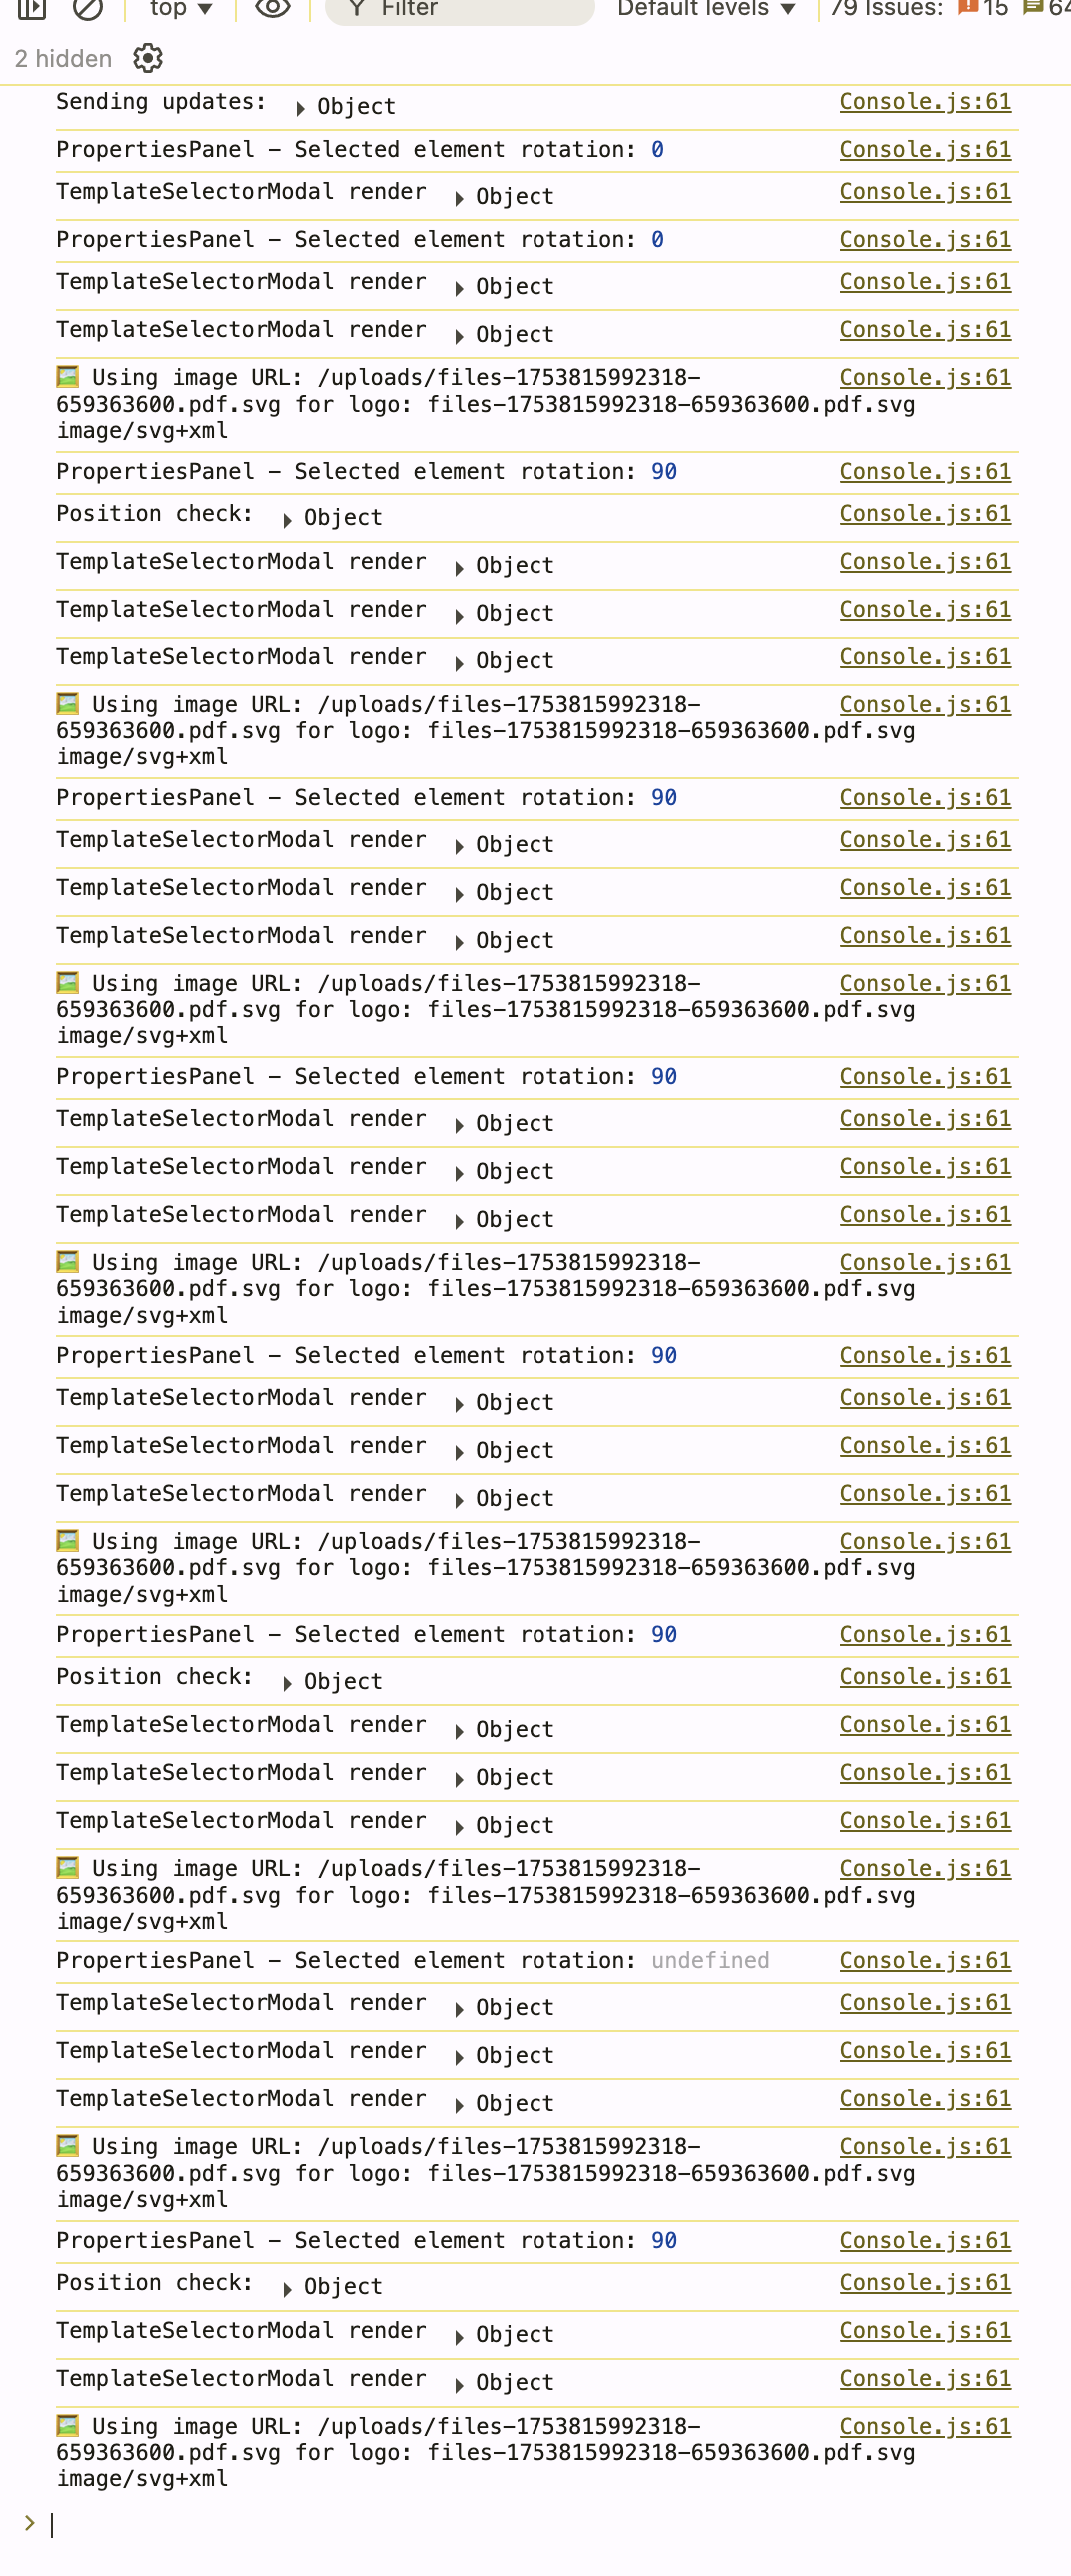 top ▼ Filter Default levels ▼ 79 Issues: 15 64
2 hidden
Sending updates: ▶ Object Console.js:61
PropertiesPanel – Selected element rotation: 0 Console.js:61
TemplateSelectorModal render ▶ Object Console.js:61
PropertiesPanel – Selected element rotation: 0 Console.js:61
TemplateSelectorModal render ▶ Object Console.js:61
TemplateSelectorModal render ▶ Object Console.js:61
🖼️ Using image URL: /uploads/files-1753815992318- Console.js:61
659363600.pdf.svg for logo: files-1753815992318-659363600.pdf.svg
image/svg+xml
PropertiesPanel – Selected element rotation: 90 Console.js:61
Position check: ▶ Object Console.js:61
TemplateSelectorModal render ▶ Object Console.js:61
TemplateSelectorModal render ▶ Object Console.js:61
TemplateSelectorModal render ▶ Object Console.js:61
🖼️ Using image URL: /uploads/files-1753815992318- Console.js:61
659363600.pdf.svg for logo: files-1753815992318-659363600.pdf.svg
image/svg+xml
PropertiesPanel – Selected element rotation: 90 Console.js:61
TemplateSelectorModal render ▶ Object Console.js:61
TemplateSelectorModal render ▶ Object Console.js:61
TemplateSelectorModal render ▶ Object Console.js:61
🖼️ Using image URL: /uploads/files-1753815992318- Console.js:61
659363600.pdf.svg for logo: files-1753815992318-659363600.pdf.svg
image/svg+xml
PropertiesPanel – Selected element rotation: 90 Console.js:61
TemplateSelectorModal render ▶ Object Console.js:61
TemplateSelectorModal render ▶ Object Console.js:61
TemplateSelectorModal render ▶ Object Console.js:61
🖼️ Using image URL: /uploads/files-1753815992318- Console.js:61
659363600.pdf.svg for logo: files-1753815992318-659363600.pdf.svg
image/svg+xml
PropertiesPanel – Selected element rotation: 90 Console.js:61
TemplateSelectorModal render ▶ Object Console.js:61
TemplateSelectorModal render ▶ Object Console.js:61
TemplateSelectorModal render ▶ Object Console.js:61
🖼️ Using image URL: /uploads/files-1753815992318- Console.js:61
659363600.pdf.svg for logo: files-1753815992318-659363600.pdf.svg
image/svg+xml
PropertiesPanel – Selected element rotation: 90 Console.js:61
Position check: ▶ Object Console.js:61
TemplateSelectorModal render ▶ Object Console.js:61
TemplateSelectorModal render ▶ Object Console.js:61
TemplateSelectorModal render ▶ Object Console.js:61
🖼️ Using image URL: /uploads/files-1753815992318- Console.js:61
659363600.pdf.svg for logo: files-1753815992318-659363600.pdf.svg
image/svg+xml
PropertiesPanel – Selected element rotation: undefined Console.js:61
TemplateSelectorModal render ▶ Object Console.js:61
TemplateSelectorModal render ▶ Object Console.js:61
TemplateSelectorModal render ▶ Object Console.js:61
🖼️ Using image URL: /uploads/files-1753815992318- Console.js:61
659363600.pdf.svg for logo: files-1753815992318-659363600.pdf.svg
image/svg+xml
PropertiesPanel – Selected element rotation: 90 Console.js:61
Position check: ▶ Object Console.js:61
TemplateSelectorModal render ▶ Object Console.js:61
TemplateSelectorModal render ▶ Object Console.js:61
🖼️ Using image URL: /uploads/files-1753815992318- Console.js:61
659363600.pdf.svg for logo: files-1753815992318-659363600.pdf.svg
image/svg+xml
>